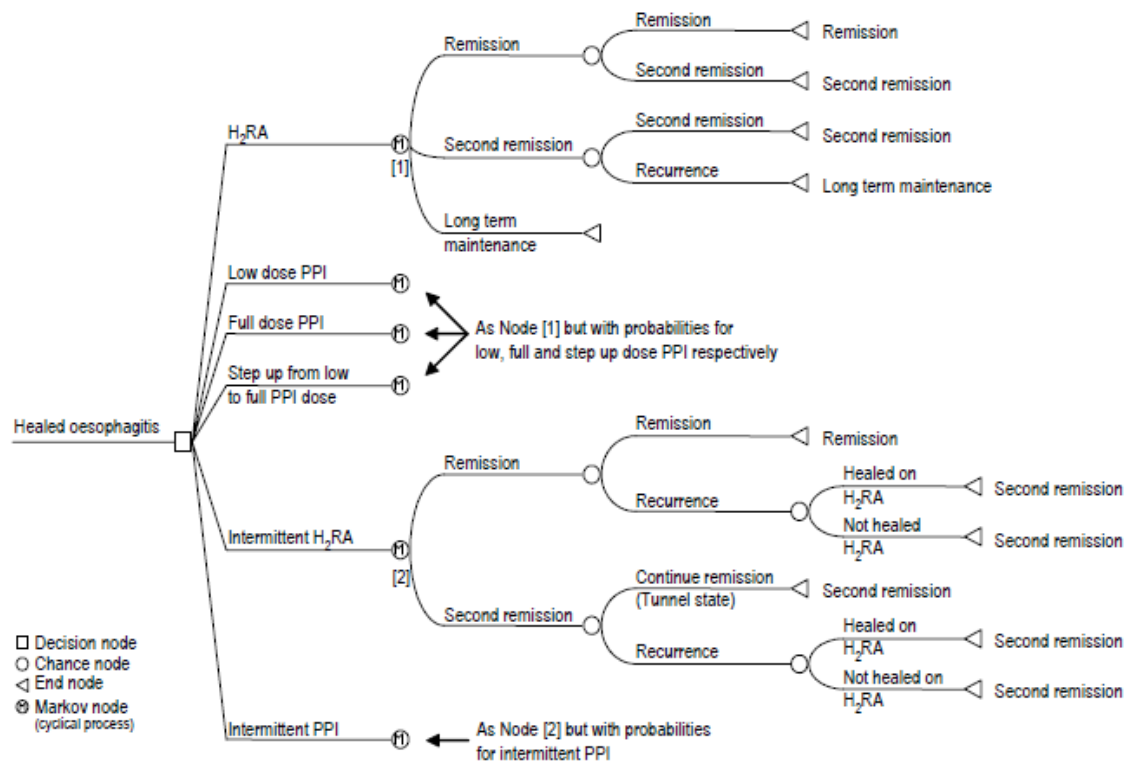 Remission
Remission
Remission
Second remission
Second remission
H₂RA
Second remission
Second remission
Second remission
[1]
Recurrence
Long term maintenance
Long term
maintenance
Low dose PPI
Full dose PPI
As Node [1] but with probabilities for
low, full and step up dose PPI respectively
Step up from low
to full PPI dose
Healed oesophagitis
Remission
Remission
Remission
Healed on
H₂RA
Second remission
Recurrence
Not healed
H₂RA
Second remission
Intermittent H₂RA
[2]
Continue remission
(Tunnel state)
Second remission
Second remission
Healed on
H₂RA
Second remission
Recurrence
Not healed on
H₂RA
Second remission
Decision node
Chance node
End node
M Markov node
(cyclical process)
Intermittent PPI
As Node [2] but with probabilities
for intermittent PPI
M
M
M
M
M
M